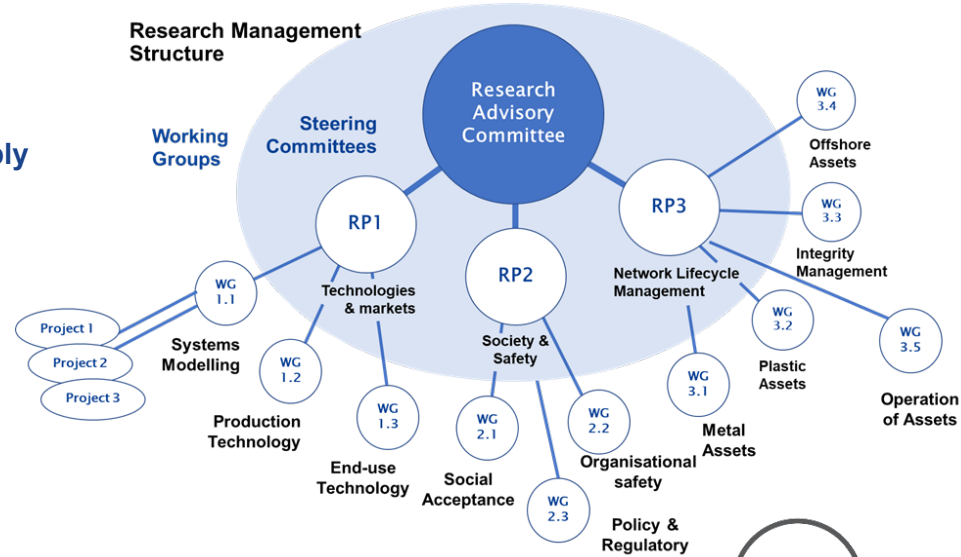 Research Management
Structure
ply
Working
Groups
Steering
Committees
Research
Advisory
Committee
RP1
RP2
RP3
Technologies
& markets
Society &
Safety
Network Lifecycle
Management
WG
1.1
Systems
Modelling
Project 1
Project 2
Project 3
WG
1.2
Production
Technology
WG
1.3
End-use
Technology
WG
2.1
Social
Acceptance
WG
2.2
Organisational
safety
WG
2.3
Policy &
Regulatory
WG
3.1
Metal
Assets
WG
3.2
Plastic
Assets
WG
3.3
Integrity
Management
WG
3.4
Offshore
Assets
WG
3.5
Operation
of Assets